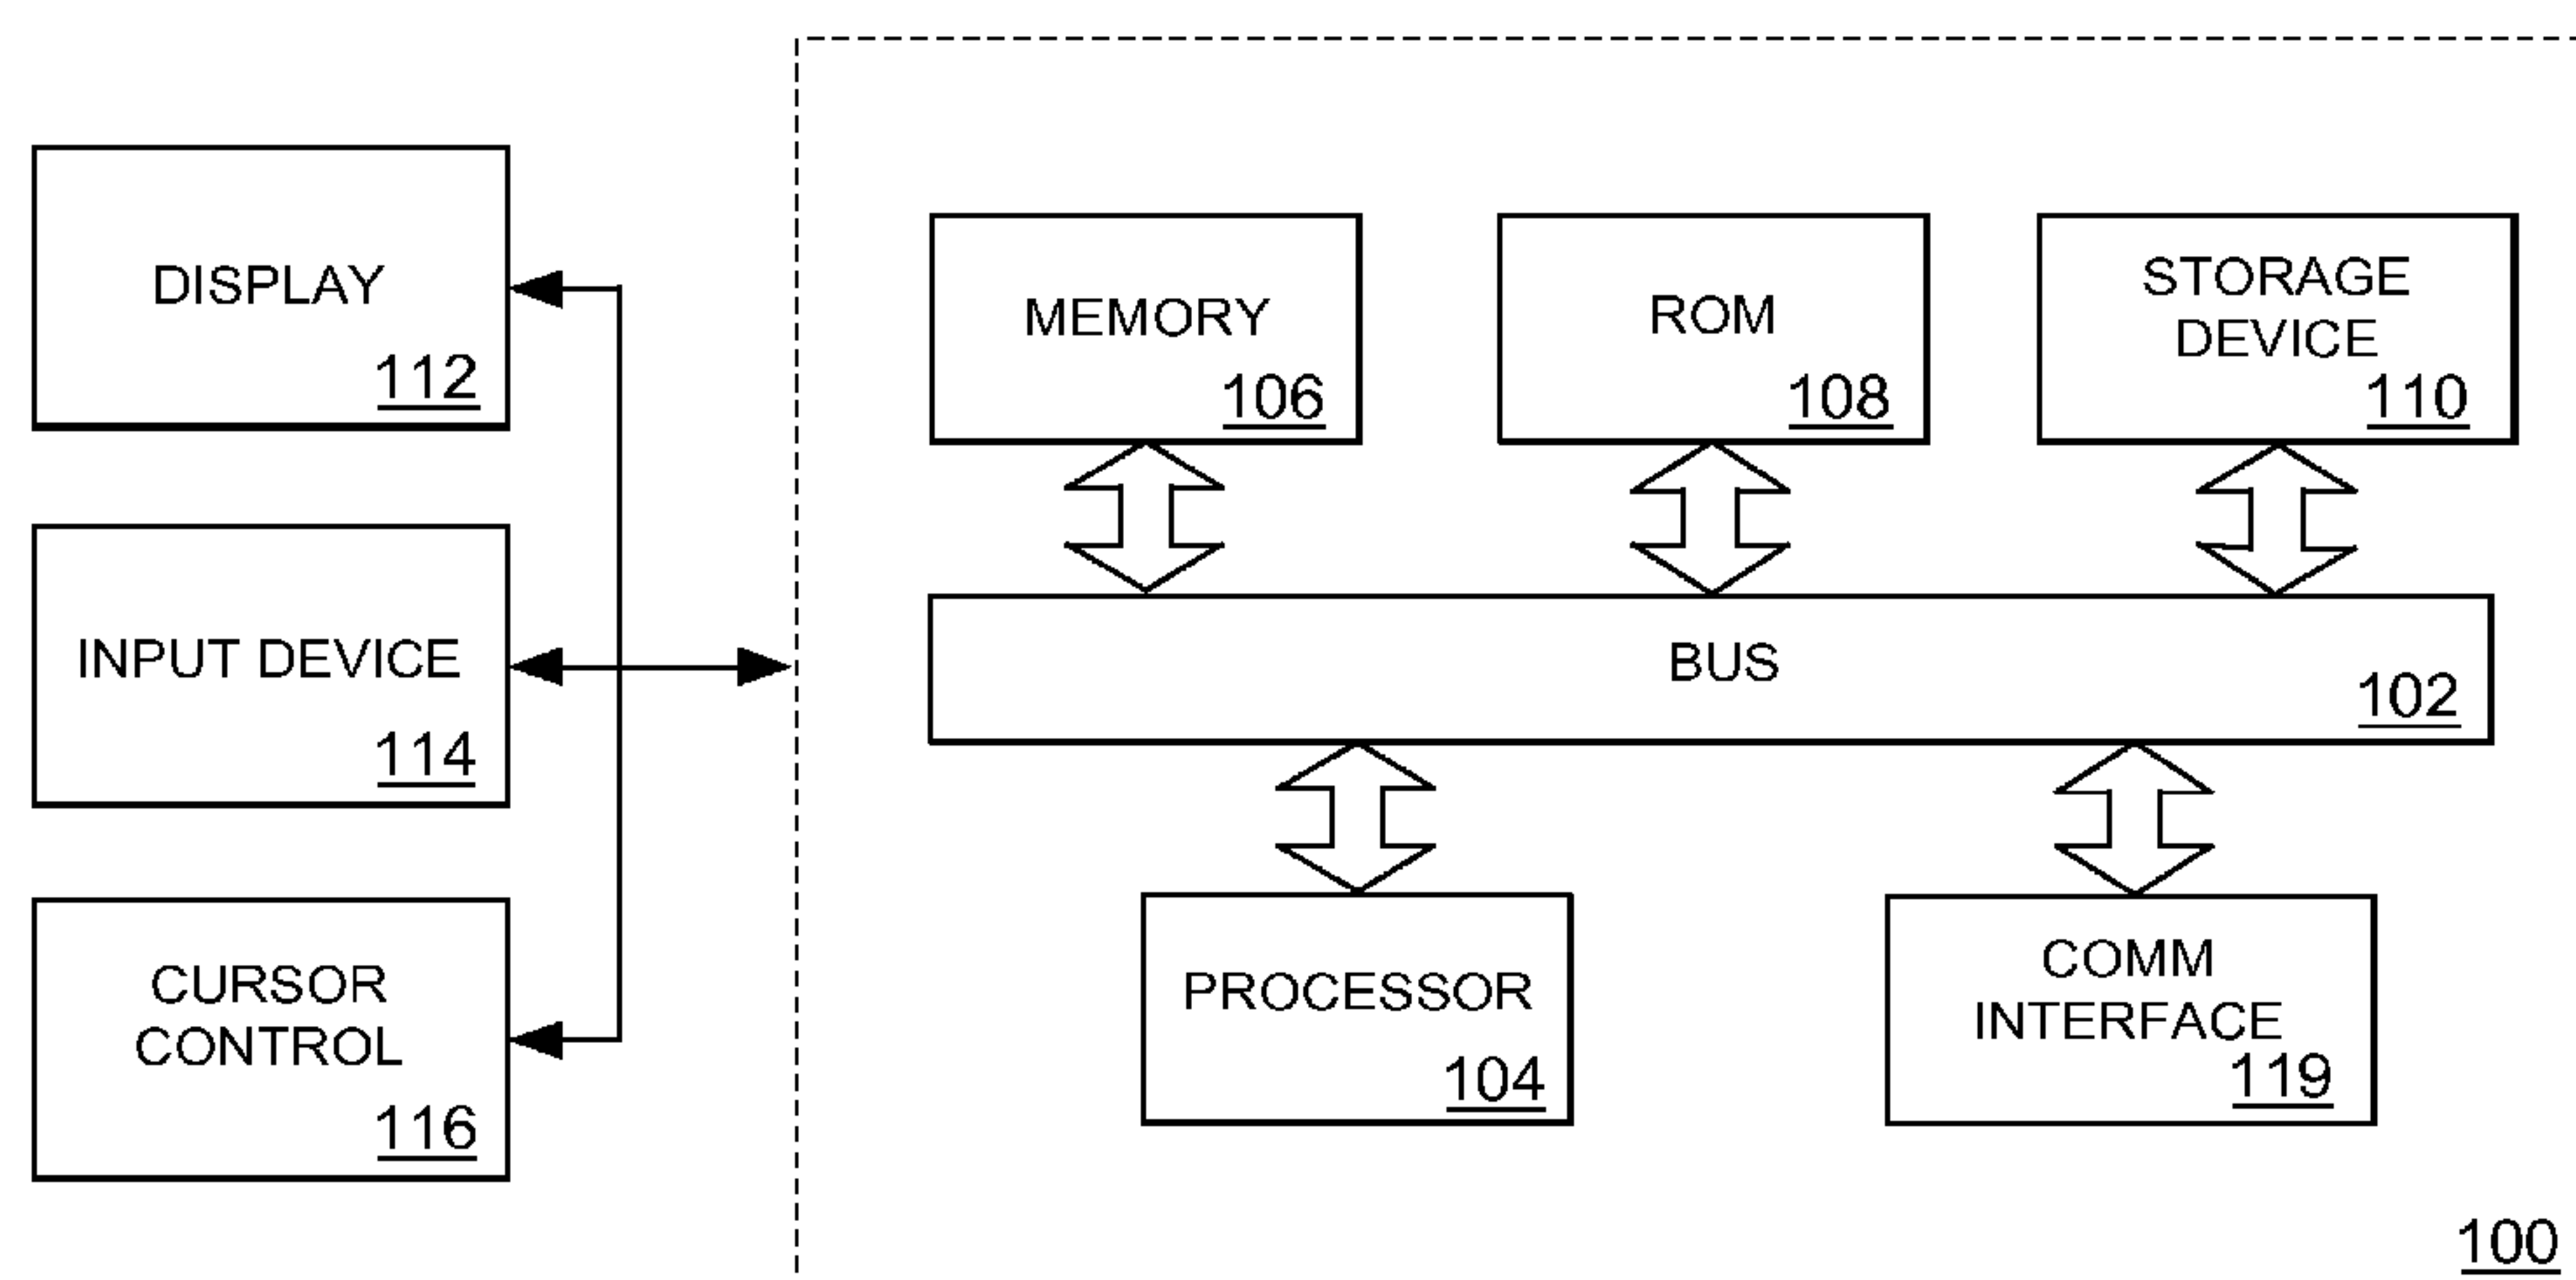 DISPLAY
112
INPUT DEVICE
114
CURSOR
CONTROL
116
MEMORY
106
ROM
108
STORAGE
DEVICE
110
BUS
102
PROCESSOR
104
COMM
INTERFACE
119
100